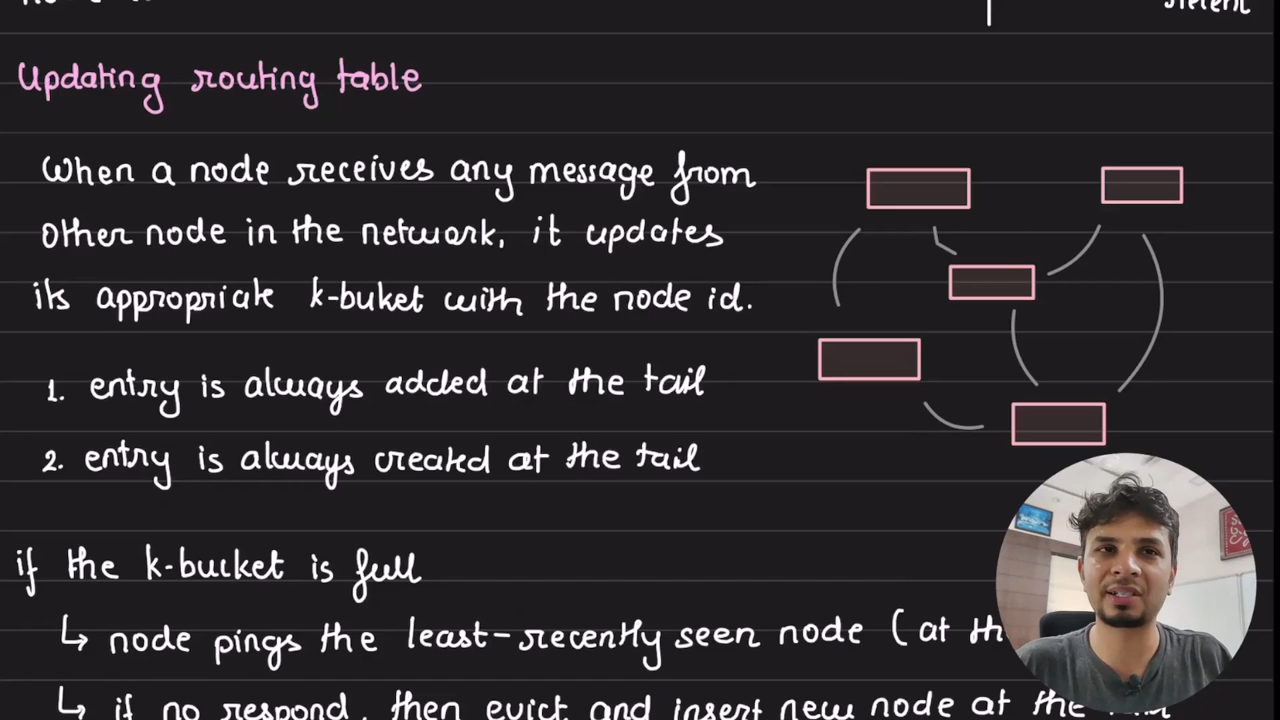 Updating routing table
When a node receives any message from
other node in the network, it updates
its appropriate k-buket with the node id.
1. entry is always added at the tail
2. entry is always created at the tail
if the k-bucket is full
↳ node pings the least-recently seen node (at th
↳ if no respond, then evict and insert new node at the